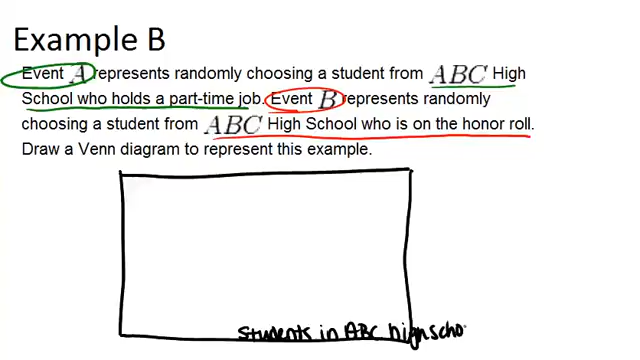 Example B
Event A represents randomly choosing a student from ABC High
School who holds a part-time job. Event B represents randomly
choosing a student from ABC High School who is on the honor roll.
Draw a Venn diagram to represent this example.
Students in ABC high scho